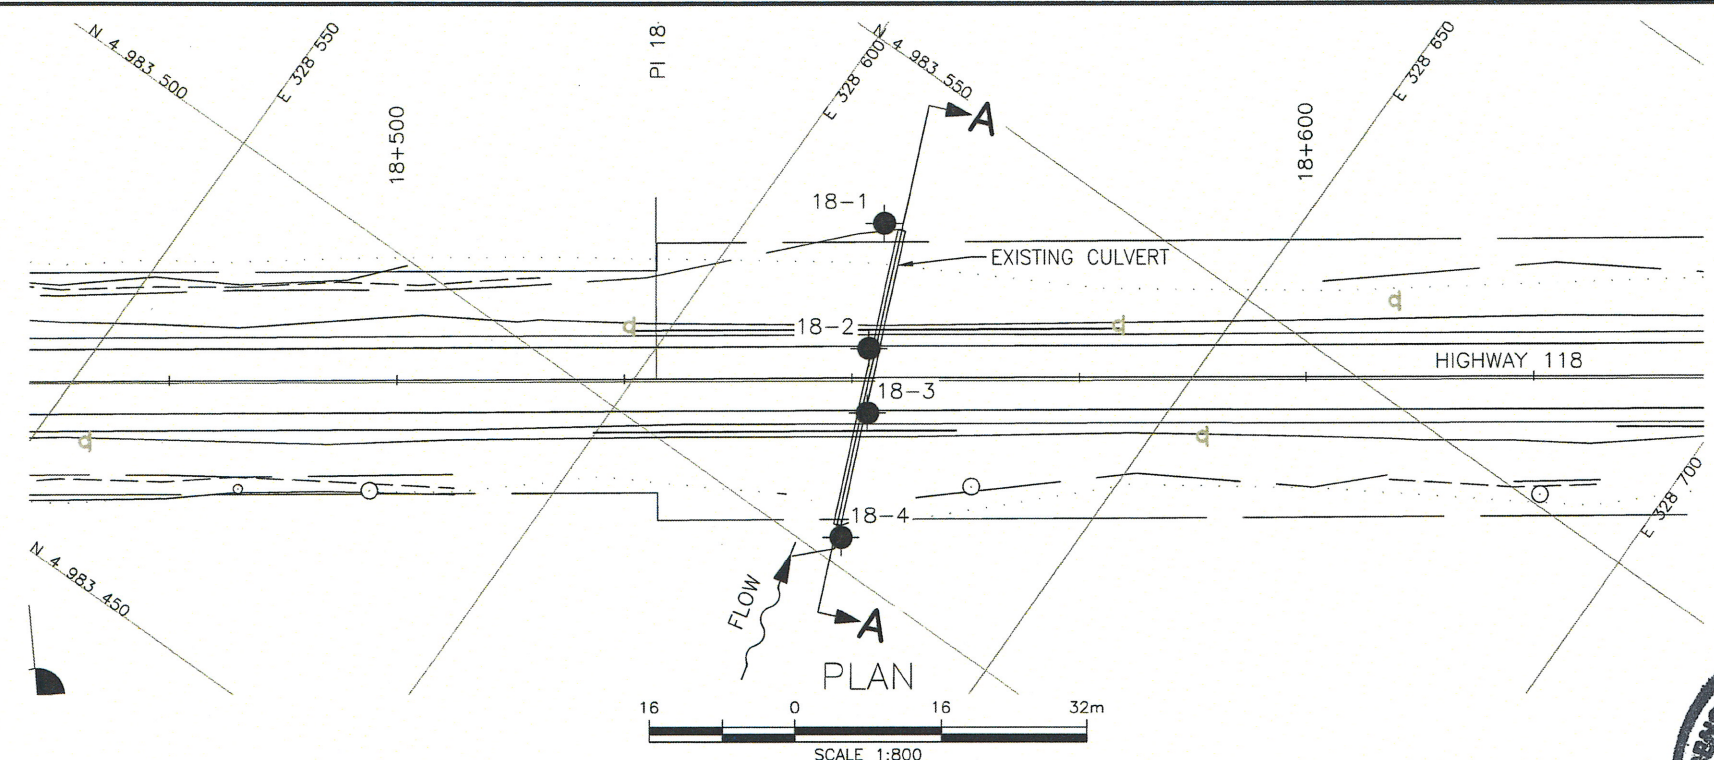 N 4 983 500
E 328 550
PI 18
E 328 600
N 4 983 550
E 328 650
18+500
A
18+600
18-1
EXISTING CULVERT
18-2
HIGHWAY 118
18-3
18-4
E 328 700
N 4 983 450
FLOW
A
PLAN
16 0 16 32m
SCALE 1:800